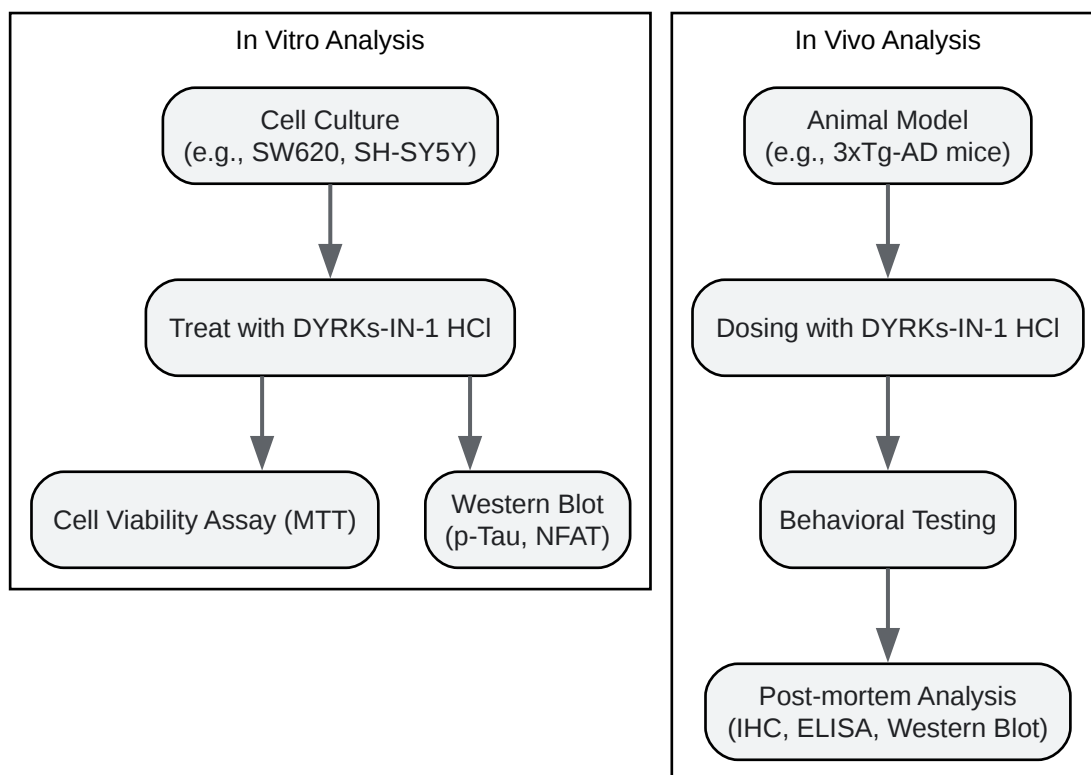 In Vitro Analysis
Cell Culture
(e.g., SW620, SH-SY5Y)
Treat with DYRKs-IN-1 HCl
Cell Viability Assay (MTT)
Western Blot
(p-Tau, NFAT)
In Vivo Analysis
Animal Model
(e.g., 3xTg-AD mice)
Dosing with DYRKs-IN-1 HCl
Behavioral Testing
Post-mortem Analysis
(IHC, ELISA, Western Blot)